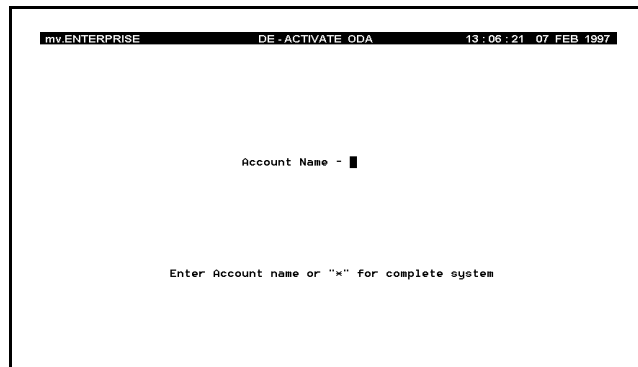 mv.ENTERPRISE DE - ACTIVATE ODA 13 : 06 : 21 07 FEB 1997
Account Name -
Enter Account name or "*" for complete system